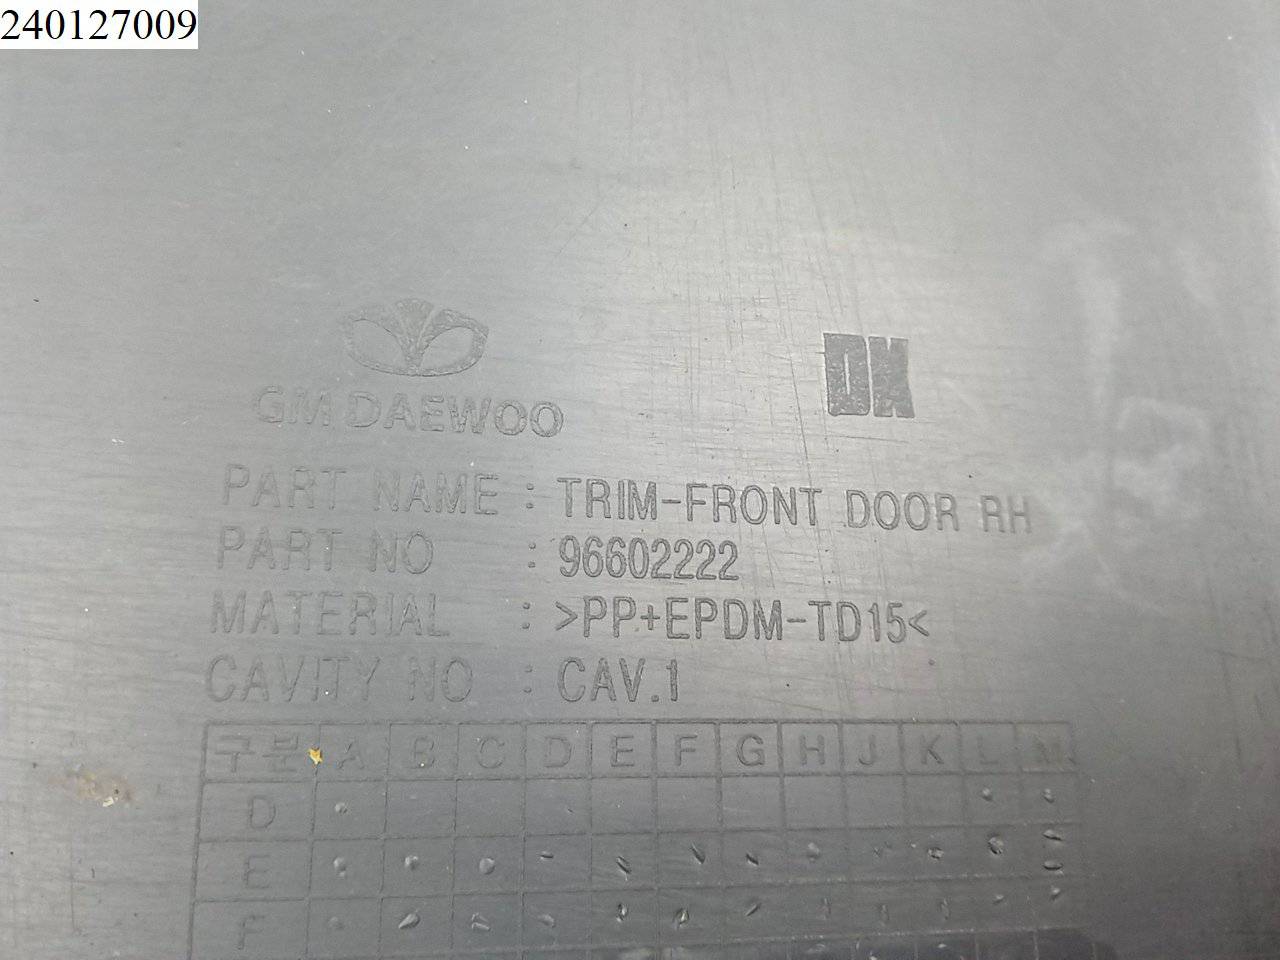 240127009
DK
GM DAEWOO
PART NAME : TRIM-FRONT DOOR RH
PART NO : 96602222
MATERIAL : >PP+EPDM-TD15<
CAVITY NO : CAV.1
구분 A B C D E F G H J K L M
D
E
F